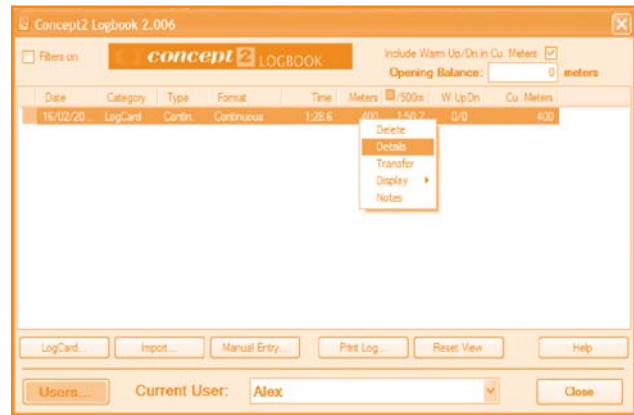 Concept2 Logbook 2.006
Filters on
concept 2 LOGBOOK
Include Warm Up/Dn in Cu. Meters
Opening Balance: 0 meters
Date Category Type Format Time Meters /500m W Up/Dn Cu. Meters
16/02/20... LogCard Contin. Continuous 1:28.6 400 1:50.7 0/0 400
Delete
Details
Transfer
Display
Notes
LogCard... Import... Manual Entry... Print Log... Reset View Help
Users... Current User: Alex Close